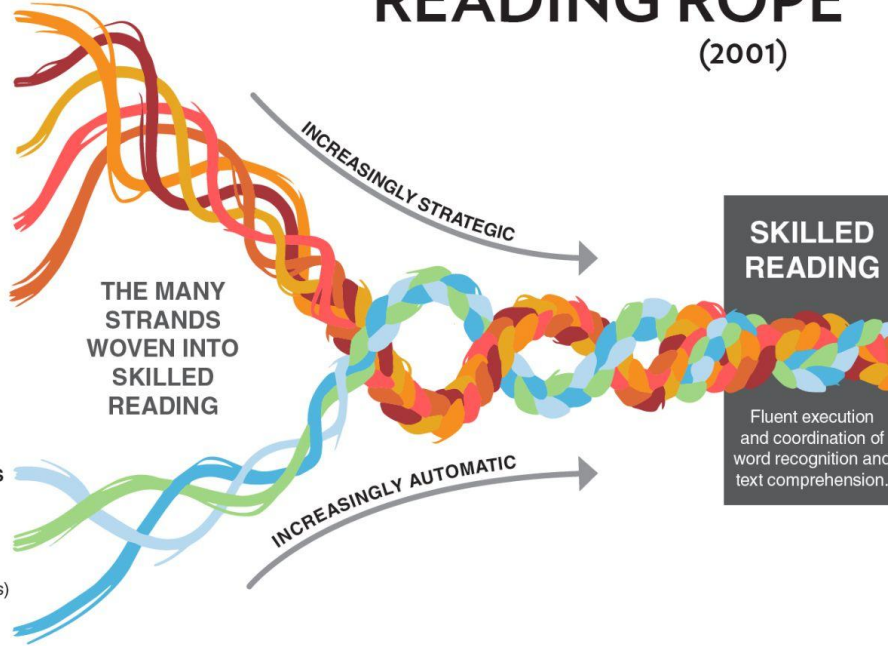 READING ROPE
(2001)
INCREASINGLY STRATEGIC
SKILLED
READING
THE MANY
STRANDS
WOVEN INTO
SKILLED
READING
Fluent execution
and coordination of
word recognition and
text comprehension.
INCREASINGLY AUTOMATIC
s
s)